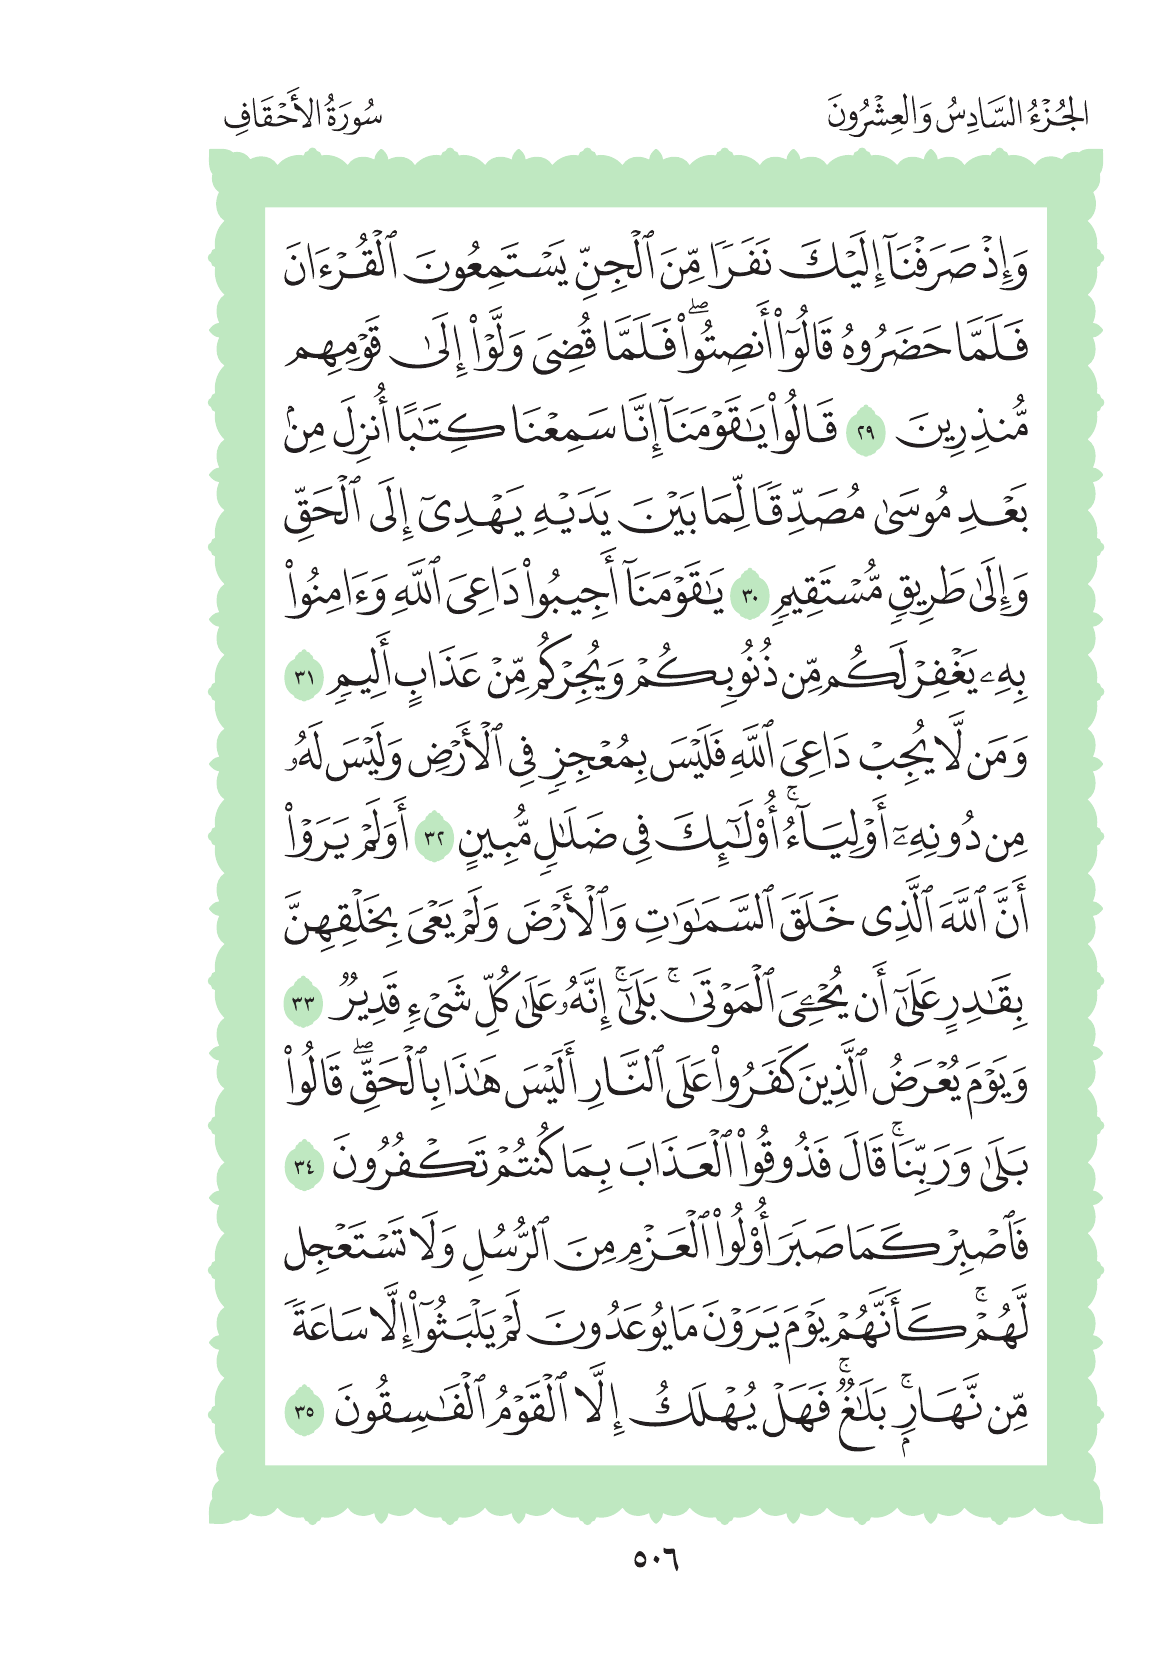 الجُزْءُ السَّادِسُ وَالعِشْرُونَ
سُورَةُ الأَحْقَافِ
وَإِذْ صَرَفْنَآ إِلَيْكَ نَفَرًا مِّنَ ٱلْجِنِّ يَسْتَمِعُونَ ٱلْقُرْءَانَ
فَلَمَّا حَضَرُوهُ قَالُوٓا۟ أَنصِتُوا۟ ۖ فَلَمَّا قُضِىَ وَلَّوْا۟ إِلَىٰ قَوْمِهِم
مُّنذِرِينَ ٢٩ قَالُوا۟ يَـٰقَوْمَنَآ إِنَّا سَمِعْنَا كِتَـٰبًا أُنزِلَ مِنۢ
بَعْدِ مُوسَىٰ مُصَدِّقًا لِّمَا بَيْنَ يَدَيْهِ يَهْدِىٓ إِلَى ٱلْحَقِّ
وَإِلَىٰ طَرِيقٍ مُّسْتَقِيمٍ ٣٠ يَـٰقَوْمَنَآ أَجِيبُوا۟ دَاعِىَ ٱللَّهِ وَءَامِنُوا۟
بِهِۦ يَغْفِرْ لَكُم مِّن ذُنُوبِكُمْ وَيُجِرْكُم مِّنْ عَذَابٍ أَلِيمٍ ٣١
وَمَن لَّا يُجِبْ دَاعِىَ ٱللَّهِ فَلَيْسَ بِمُعْجِزٍ فِى ٱلْأَرْضِ وَلَيْسَ لَهُۥ
مِن دُونِهِۦٓ أَوْلِيَآءُ ۚ أُو۟لَـٰٓئِكَ فِى ضَلَـٰلٍ مُّبِينٍ ٣٢ أَوَلَمْ يَرَوْا۟
أَنَّ ٱللَّهَ ٱلَّذِى خَلَقَ ٱلسَّمَـٰوَٰتِ وَٱلْأَرْضَ وَلَمْ يَعْىَ بِخَلْقِهِنَّ
بِقَـٰدِرٍ عَلَىٰٓ أَن يُحْـِۧىَ ٱلْمَوْتَىٰ ۚ بَلَىٰٓ ۚ إِنَّهُۥ عَلَىٰ كُلِّ شَىْءٍ قَدِيرٌ ٣٣
وَيَوْمَ يُعْرَضُ ٱلَّذِينَ كَفَرُوا۟ عَلَى ٱلنَّارِ أَلَيْسَ هَـٰذَا بِٱلْحَقِّ ۖ قَالُوا۟
بَلَىٰ وَرَبِّنَا ۚ قَالَ فَذُوقُوا۟ ٱلْعَذَابَ بِمَا كُنتُمْ تَكْفُرُونَ ٣٤
فَٱصْبِرْ كَمَا صَبَرَ أُو۟لُوا۟ ٱلْعَزْمِ مِنَ ٱلرُّسُلِ وَلَا تَسْتَعْجِل
لَّهُمْ ۚ كَأَنَّهُمْ يَوْمَ يَرَوْنَ مَا يُوعَدُونَ لَمْ يَلْبَثُوٓا۟ إِلَّا سَاعَةً
مِّن نَّهَارٍۭ ۚ بَلَـٰغٌ ۚ فَهَلْ يُهْلَكُ إِلَّا ٱلْقَوْمُ ٱلْفَـٰسِقُونَ ٣٥
٥٠٦